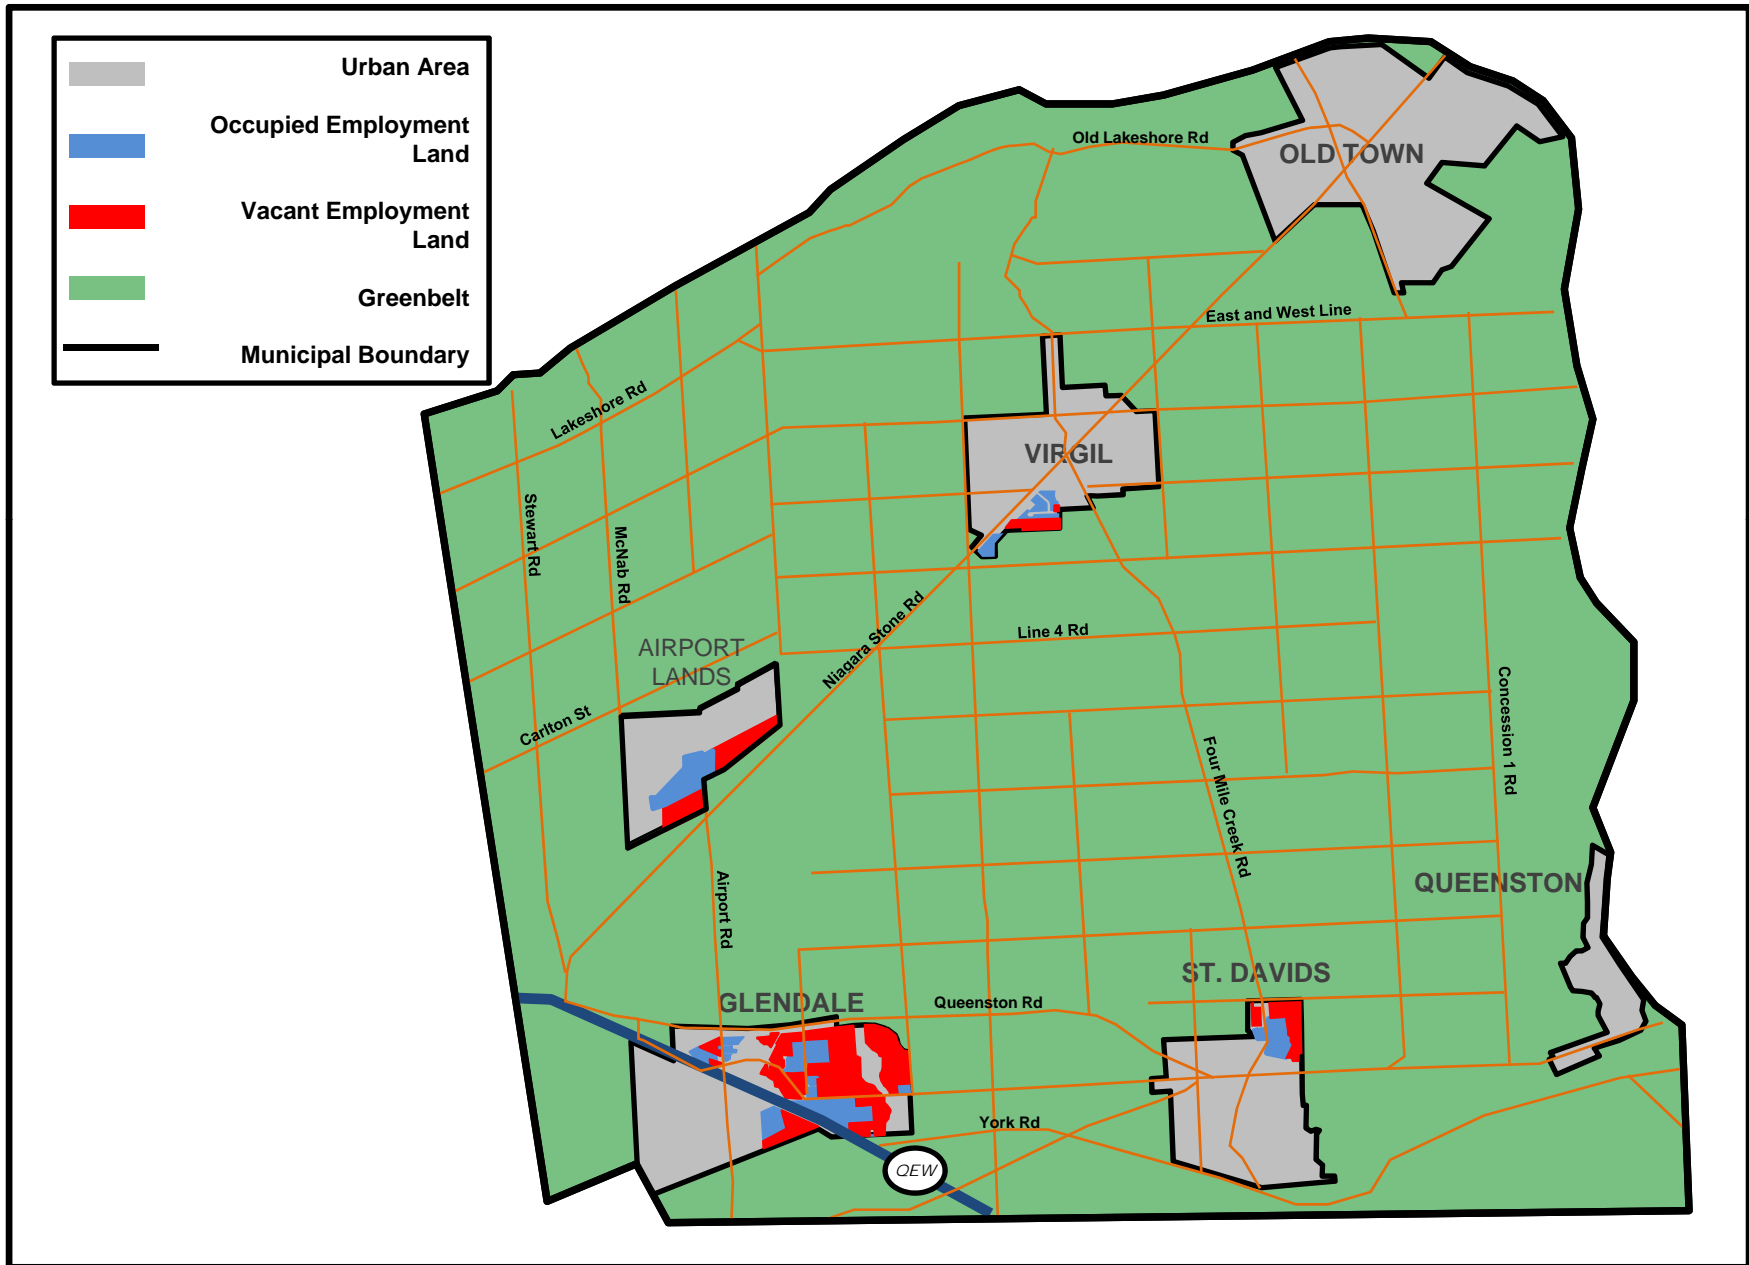 Urban Area
Occupied Employment
Land
Vacant Employment
Land
Greenbelt
Municipal Boundary
Old Lakeshore Rd
OLD TOWN
East and West Line
Lakeshore Rd
VIRGIL
Stewart Rd
McNab Rd
Niagara Stone Rd
Line 4 Rd
AIRPORT
LANDS
Carlton St
Concession 1 Rd
Four Mile Creek Rd
Airport Rd
QUEENSTON
ST. DAVIDS
GLENDALE
Queenston Rd
York Rd
QEW